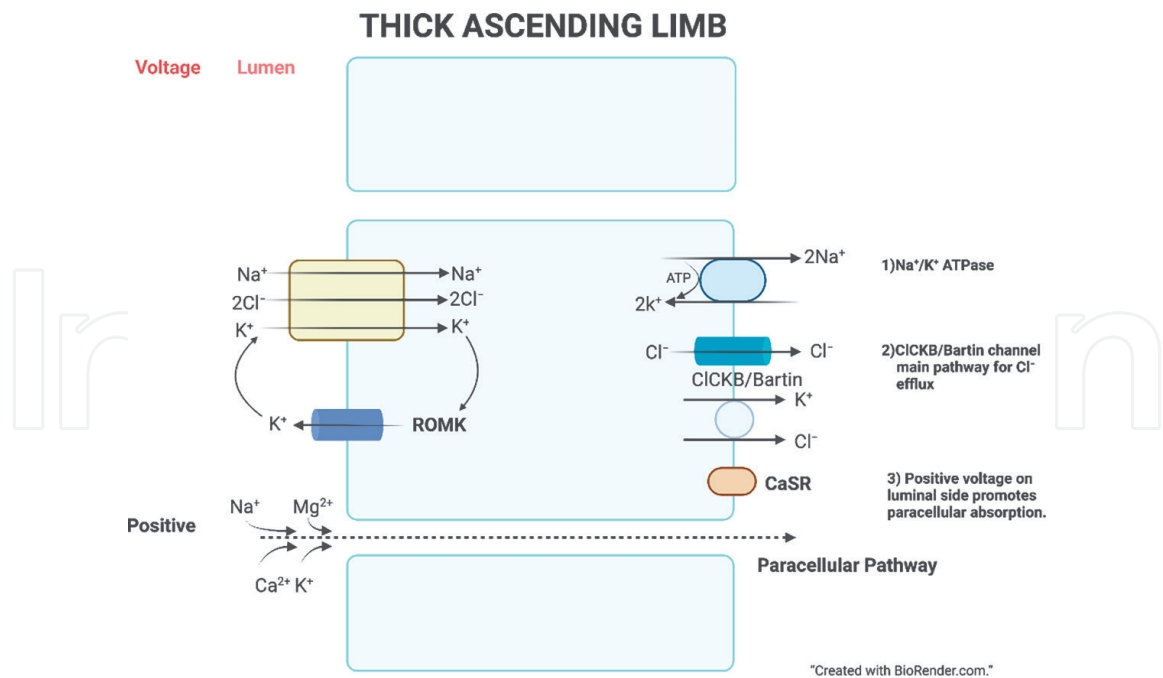 THICK ASCENDING LIMB
Voltage Lumen
Na⁺ Na⁺
2Cl⁻ 2Cl⁻
K⁺ K⁺
K⁺ ROMK
2Na⁺
ATP
2k⁺
1)Na⁺/K⁺ ATPase
Cl⁻ Cl⁻
ClCKB/Bartin
2)ClCKB/Bartin channel
main pathway for Cl⁻
efflux
K⁺
Cl⁻
CaSR
3) Positive voltage on
luminal side promotes
paracellular absorption.
Na⁺ Mg²⁺
Positive
Ca²⁺ K⁺
Paracellular Pathway
"Created with BioRender.com."